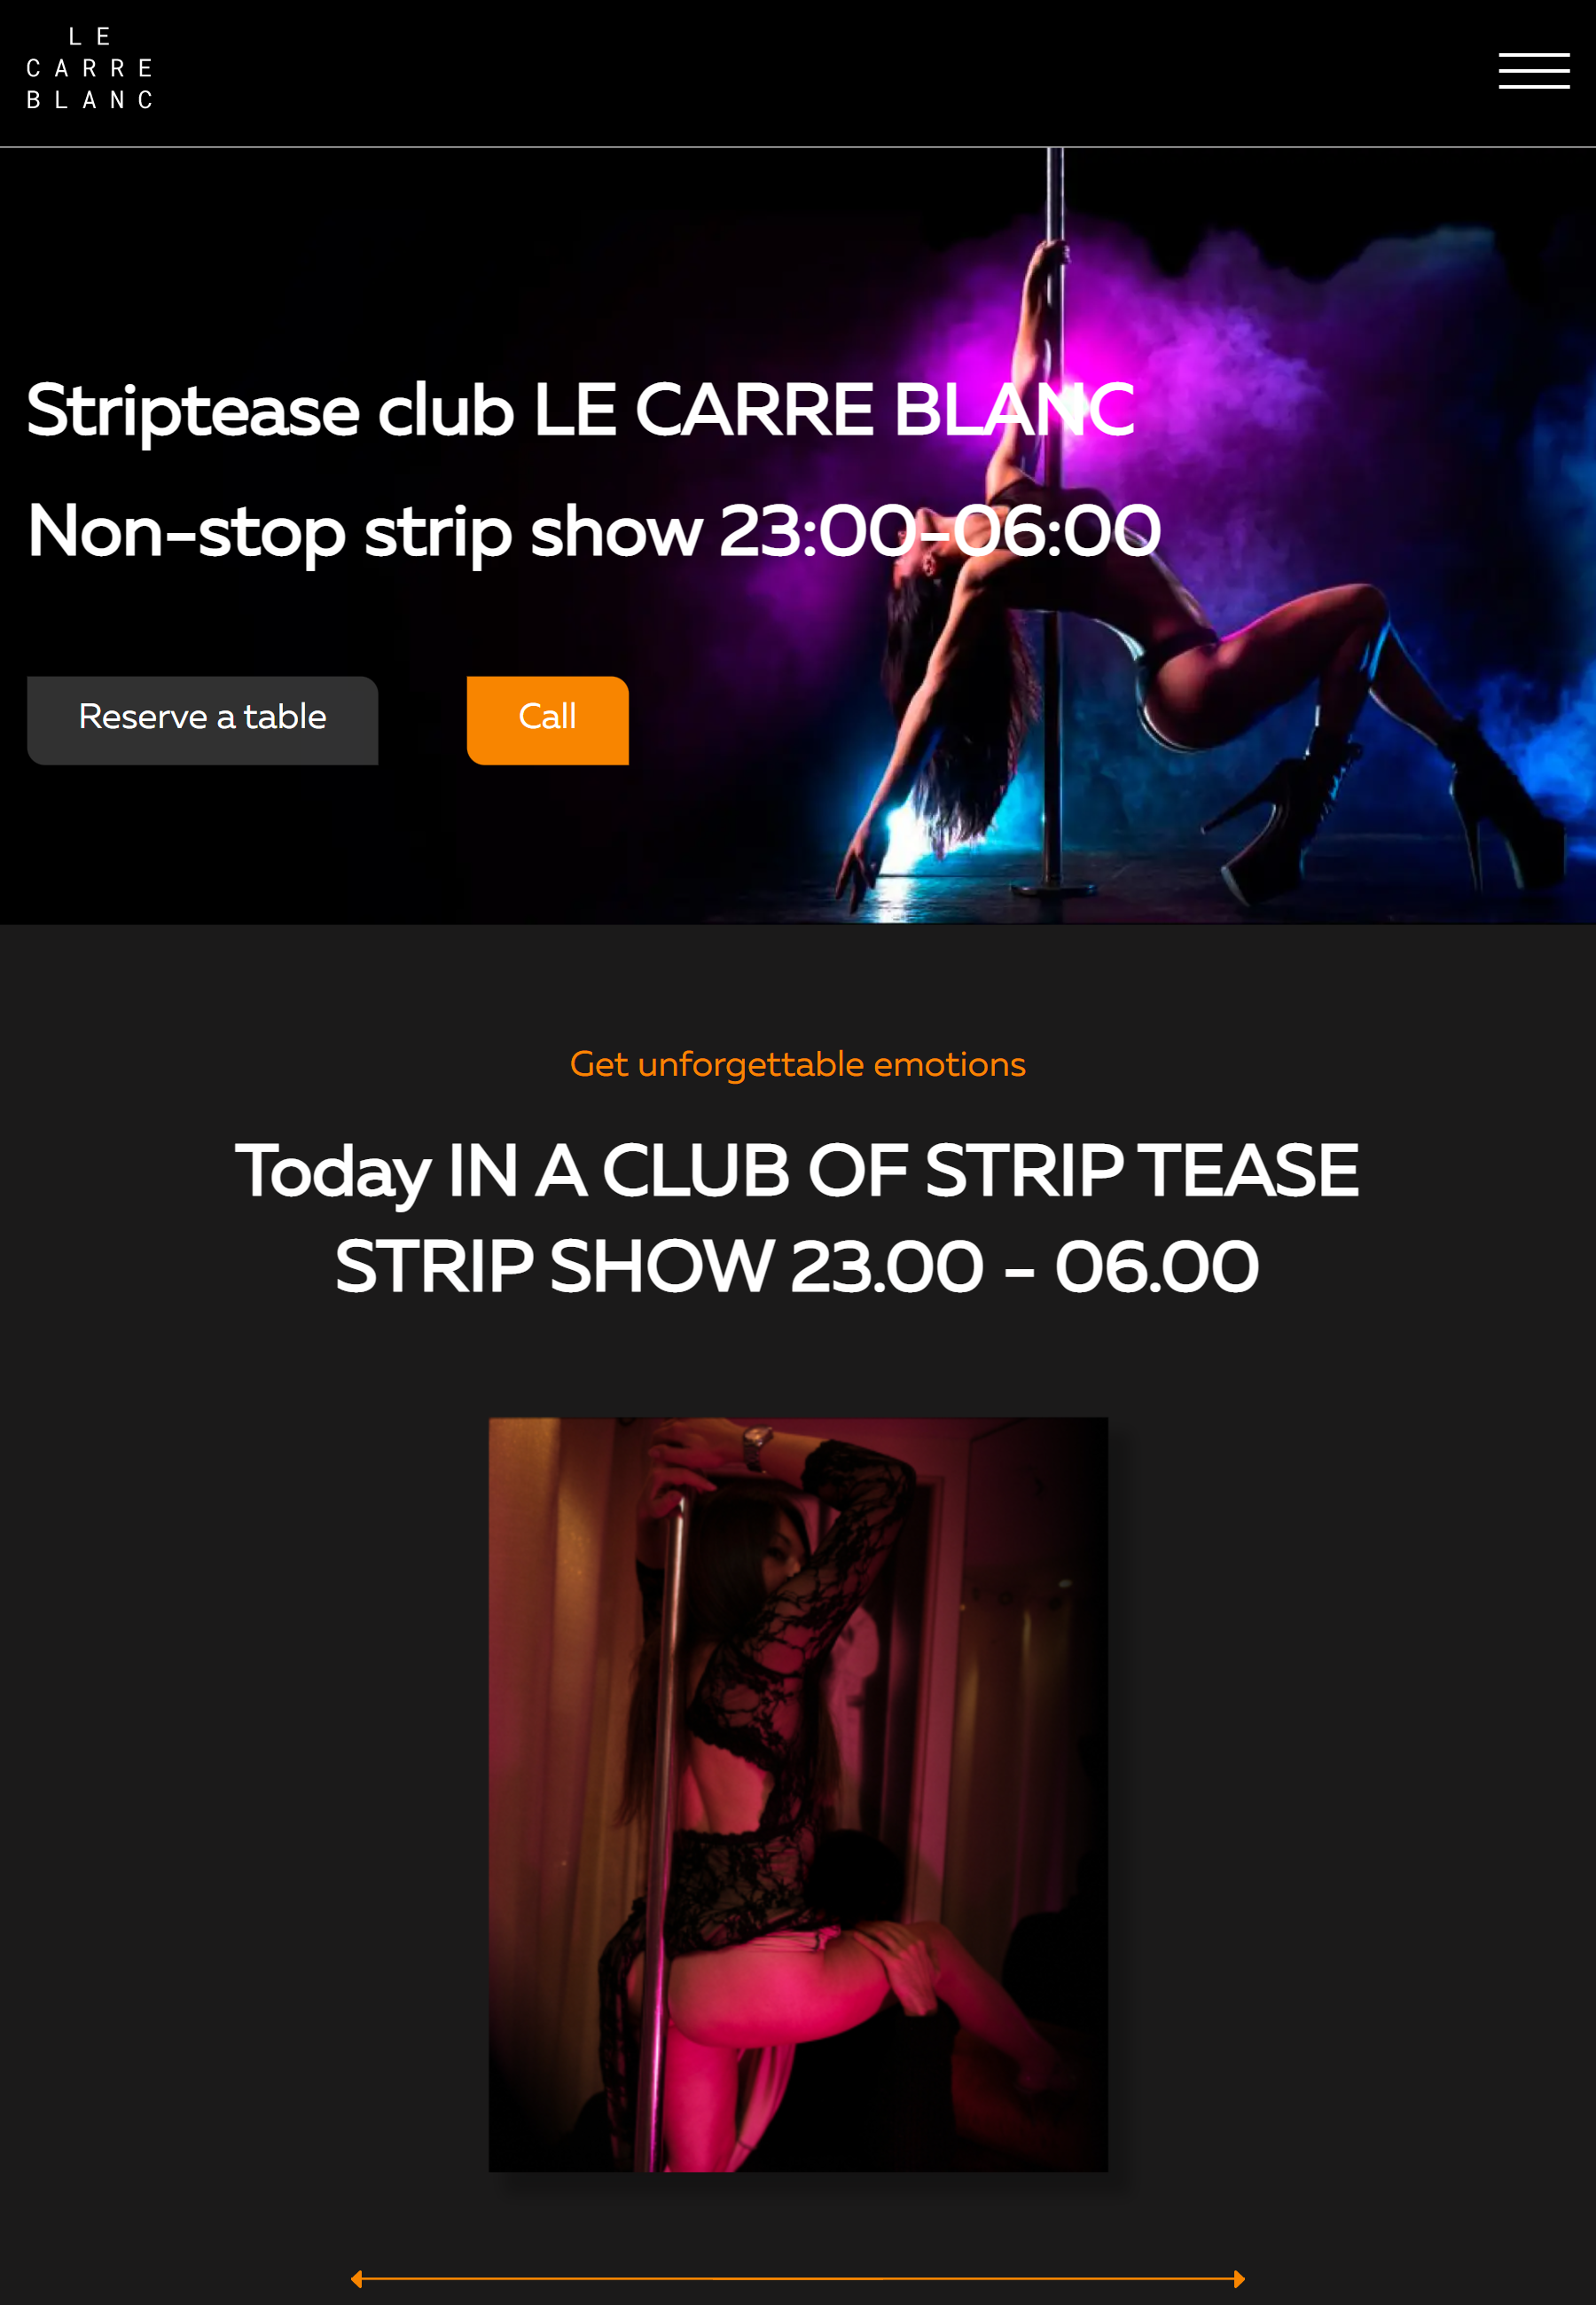 LE
CARRE
BLANC
Striptease club LE CARRE BLANC
Non-stop strip show 23:00-06:00
Reserve a table
Call
Get unforgettable emotions
Today IN A CLUB OF STRIP TEASE
STRIP SHOW 23.00 - 06.00